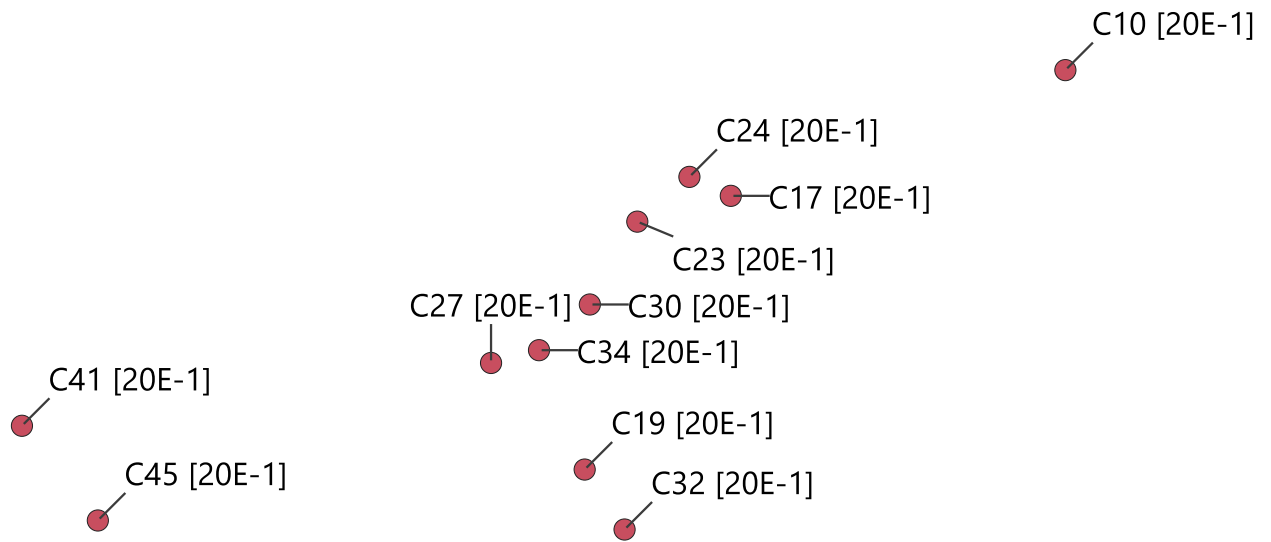 C10 [20E-1]
C24 [20E-1]
C17 [20E-1]
C23 [20E-1]
C27 [20E-1]
C30 [20E-1]
C34 [20E-1]
C41 [20E-1]
C19 [20E-1]
C45 [20E-1]
C32 [20E-1]